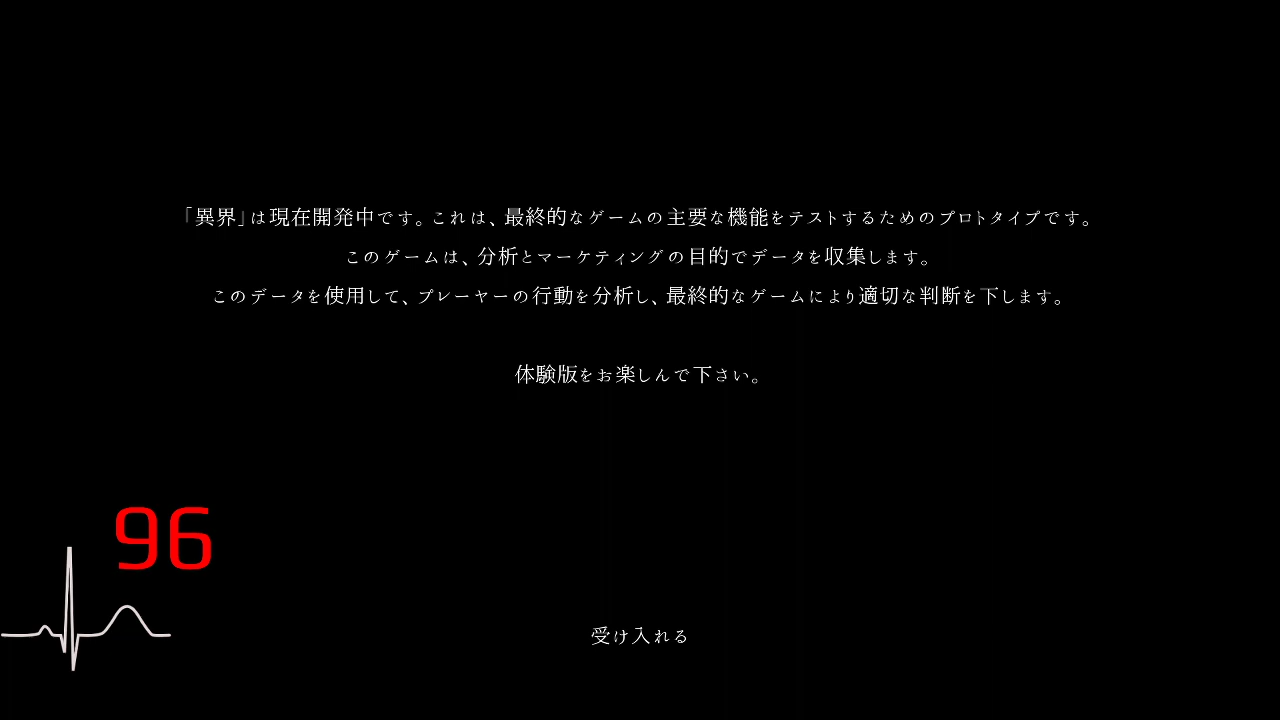 「異界」は現在開発中です。これは、最終的なゲームの主要な機能をテストするためのプロトタイプです。
このゲームは、分析とマーケティングの目的でデータを収集します。
このデータを使用して、プレーヤーの行動を分析し、最終的なゲームにより適切な判断を下します。
体験版をお楽しんで下さい。
96
受け入れる